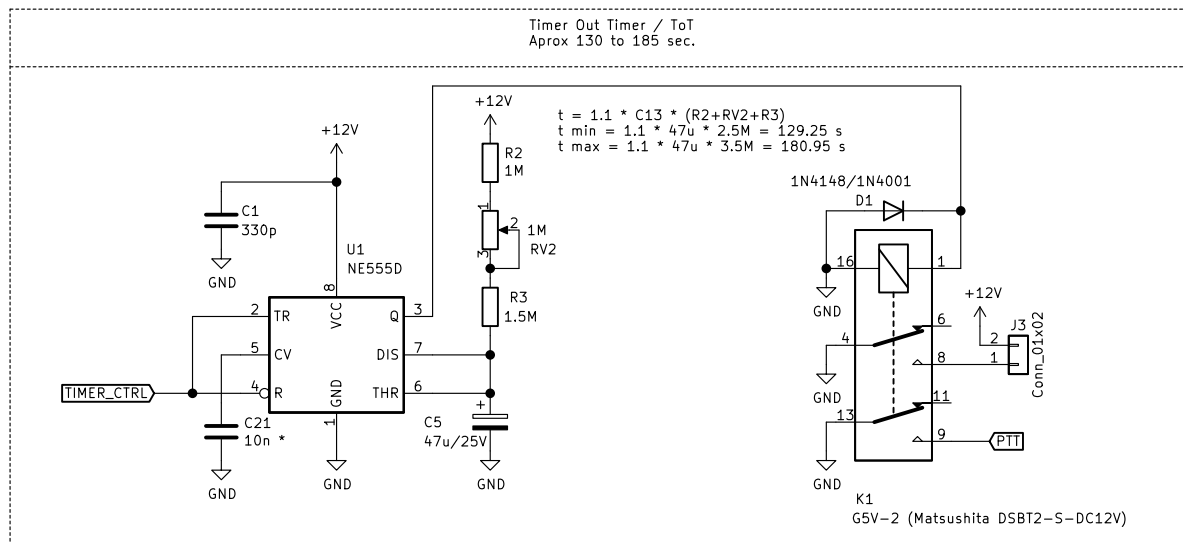 Timer Out Timer / ToT
Aprox 130 to 185 sec.
+12V
t = 1.1 * C13 * (R2+RV2+R3)
t min = 1.1 * 47u * 2.5M = 129.25 s
t max = 1.1 * 47u * 3.5M = 180.95 s
+12V
R2
1M
1N4148/1N4001
D1
C1
330p
1
2
1M
RV2
3
GND
U1
NE555D
8
VCC
16
1
GND
R3
1.5M
+12V
2
TR
Q
3
6
J3
4
2
5
CV
DIS
7
8
1
Conn_01x02
GND
TIMER_CTRL
4
R
GND
THR
6
11
13
1
C21
10n *
+
C5
47u/25V
9
PTT
GND
GND
GND
GND
K1
G5V-2 (Matsushita DSBT2-S-DC12V)